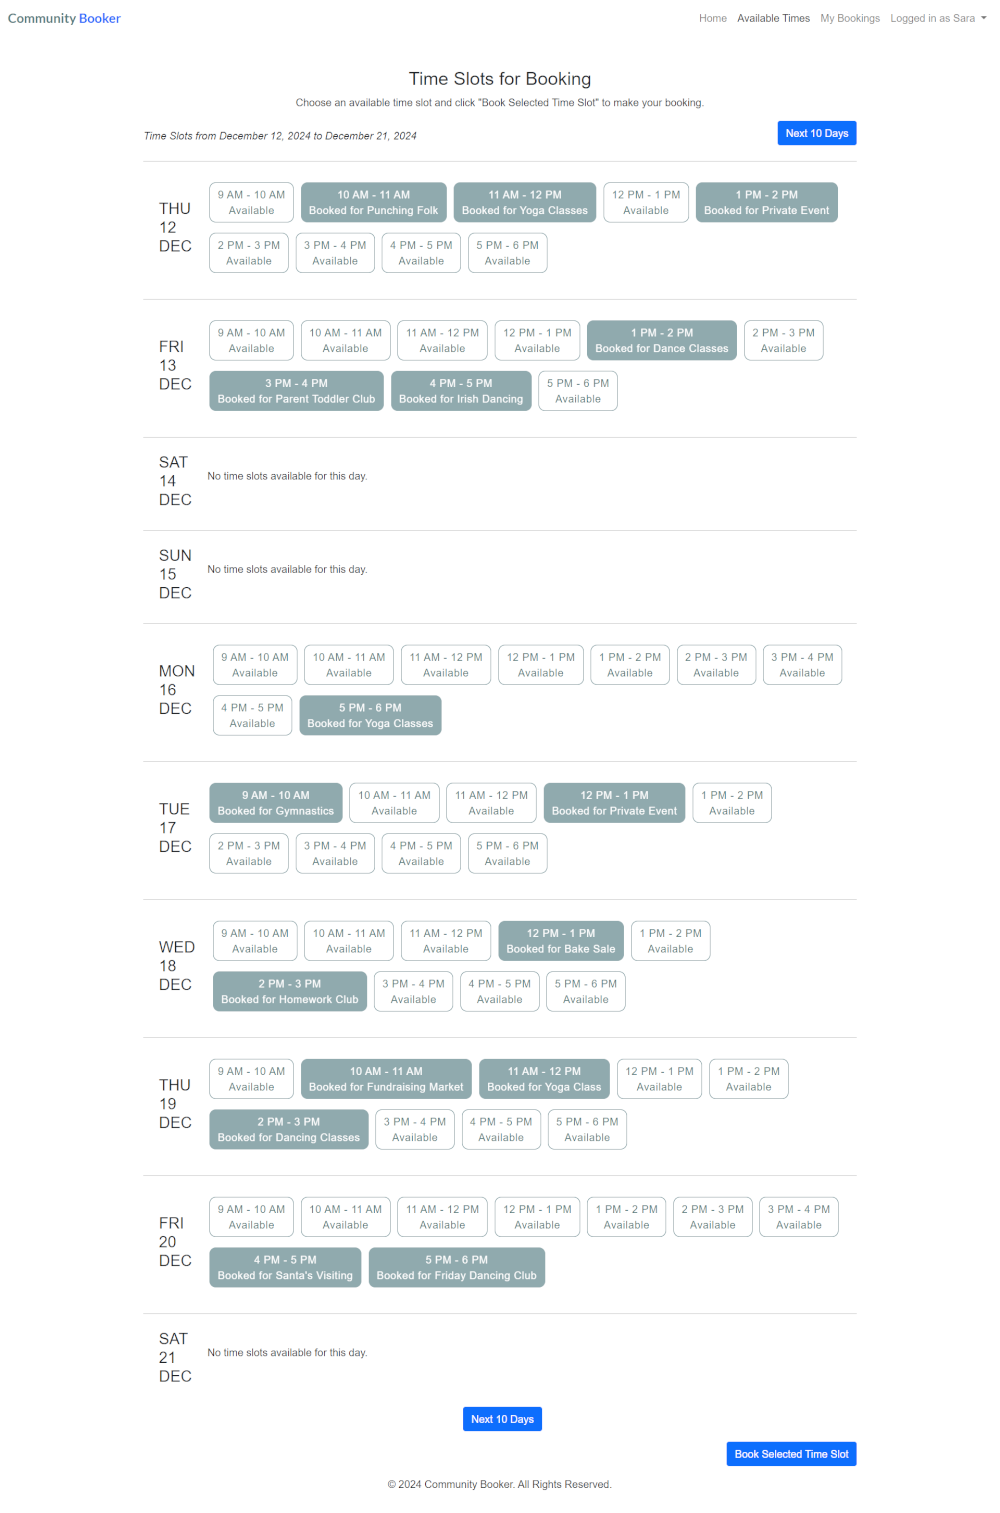 Community Booker
Home Available Times My Bookings Logged in as Sara
Time Slots for Booking
Choose an available time slot and click "Book Selected Time Slot" to make your booking.
Time Slots from December 12, 2024 to December 21, 2024
Next 10 Days
THU
12
DEC
9 AM - 10 AM
Available
10 AM - 11 AM
Booked for Punching Folk
11 AM - 12 PM
Booked for Yoga Classes
12 PM - 1 PM
Available
1 PM - 2 PM
Booked for Private Event
2 PM - 3 PM
Available
3 PM - 4 PM
Available
4 PM - 5 PM
Available
5 PM - 6 PM
Available
FRI
13
DEC
9 AM - 10 AM
Available
10 AM - 11 AM
Available
11 AM - 12 PM
Available
12 PM - 1 PM
Available
1 PM - 2 PM
Booked for Dance Classes
2 PM - 3 PM
Available
3 PM - 4 PM
Booked for Parent Toddler Club
4 PM - 5 PM
Booked for Irish Dancing
5 PM - 6 PM
Available
SAT
14
DEC
No time slots available for this day.
SUN
15
DEC
No time slots available for this day.
MON
16
DEC
9 AM - 10 AM
Available
10 AM - 11 AM
Available
11 AM - 12 PM
Available
12 PM - 1 PM
Available
1 PM - 2 PM
Available
2 PM - 3 PM
Available
3 PM - 4 PM
Available
4 PM - 5 PM
Available
5 PM - 6 PM
Booked for Yoga Classes
TUE
17
DEC
9 AM - 10 AM
Booked for Gymnastics
10 AM - 11 AM
Available
11 AM - 12 PM
Available
12 PM - 1 PM
Booked for Private Event
1 PM - 2 PM
Available
2 PM - 3 PM
Available
3 PM - 4 PM
Available
4 PM - 5 PM
Available
5 PM - 6 PM
Available
WED
18
DEC
9 AM - 10 AM
Available
10 AM - 11 AM
Available
11 AM - 12 PM
Available
12 PM - 1 PM
Booked for Bake Sale
1 PM - 2 PM
Available
2 PM - 3 PM
Booked for Homework Club
3 PM - 4 PM
Available
4 PM - 5 PM
Available
5 PM - 6 PM
Available
THU
19
DEC
9 AM - 10 AM
Available
10 AM - 11 AM
Booked for Fundraising Market
11 AM - 12 PM
Booked for Yoga Class
12 PM - 1 PM
Available
1 PM - 2 PM
Available
2 PM - 3 PM
Booked for Dancing Classes
3 PM - 4 PM
Available
4 PM - 5 PM
Available
5 PM - 6 PM
Available
FRI
20
DEC
9 AM - 10 AM
Available
10 AM - 11 AM
Available
11 AM - 12 PM
Available
12 PM - 1 PM
Available
1 PM - 2 PM
Available
2 PM - 3 PM
Available
3 PM - 4 PM
Available
4 PM - 5 PM
Booked for Santa's Visiting
5 PM - 6 PM
Booked for Friday Dancing Club
SAT
21
DEC
No time slots available for this day.
Next 10 Days
Book Selected Time Slot
© 2024 Community Booker. All Rights Reserved.